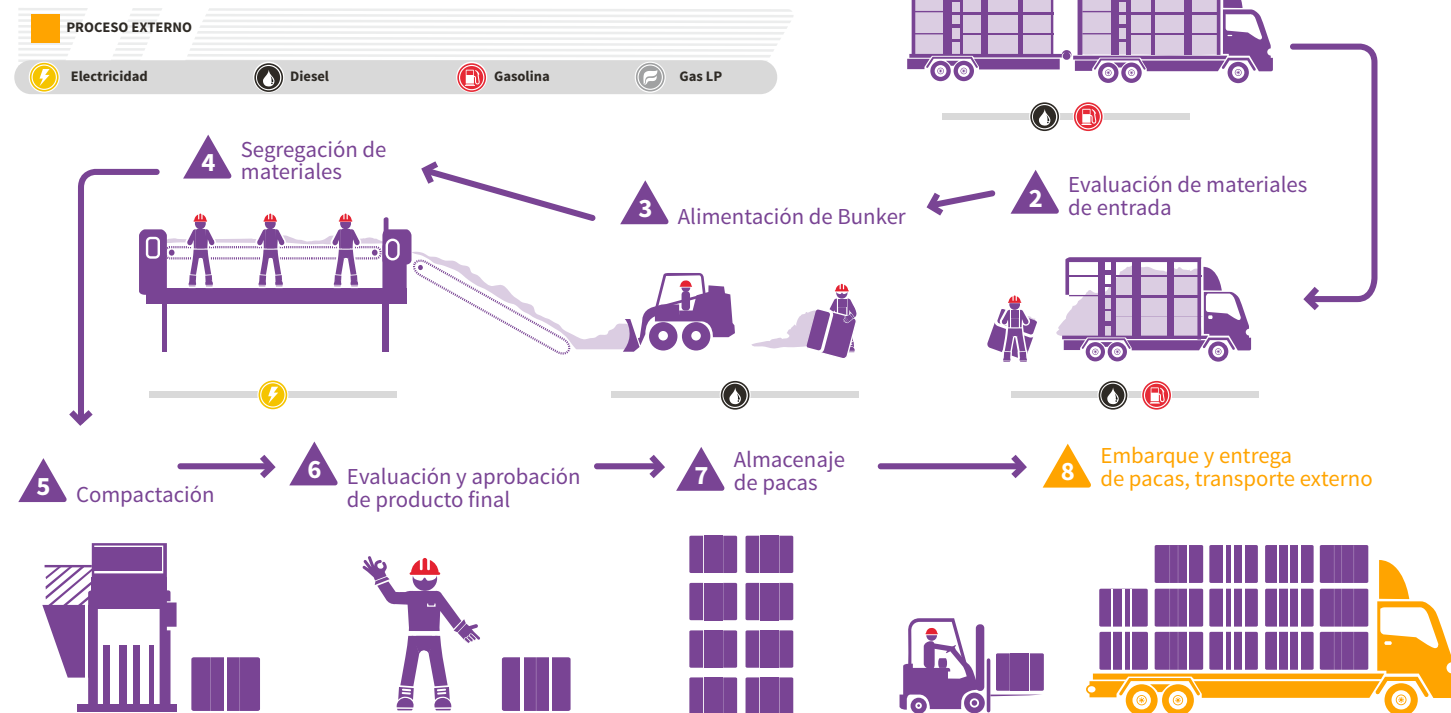 PROCESO EXTERNO
Electricidad
Diesel
Gasolina
Gas LP
2
Evaluación de materiales
de entrada
3
Alimentación de Bunker
4
Segregación de
materiales
5
Compactación
6
Evaluación y aprobación
de producto final
7
Almacenaje
de pacas
8
Embarque y entrega
de pacas, transporte externo